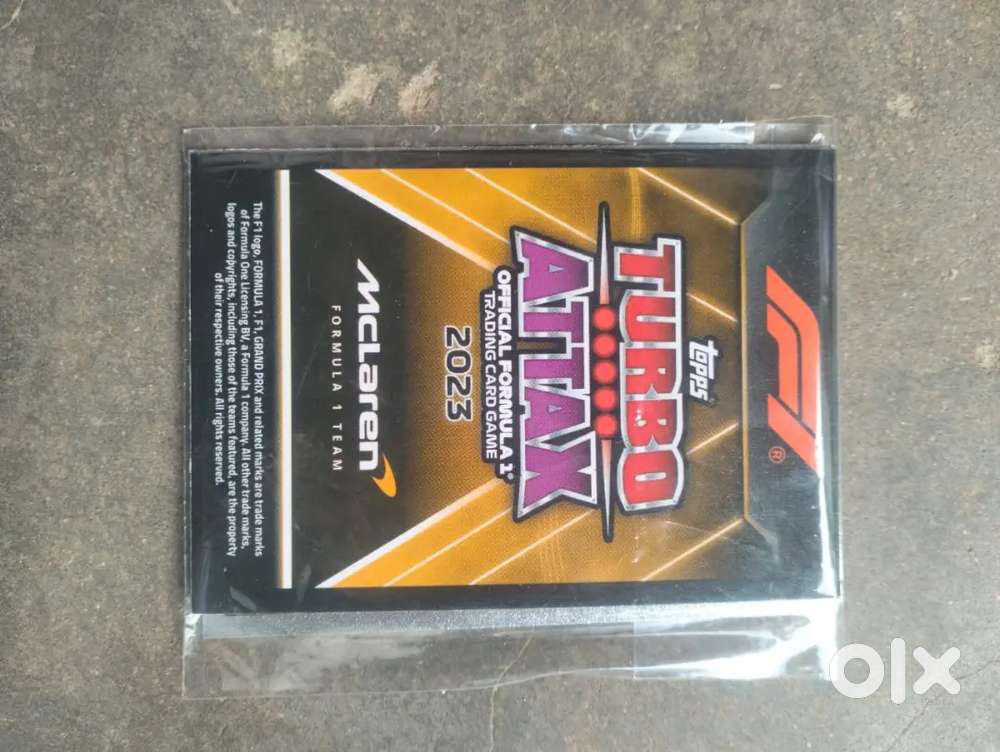 F1®
topps®
TURBO
ATTAX
OFFICIAL FORMULA 1®
TRADING CARD GAME
2023
McLaren
FORMULA 1 TEAM
The F1 logo, FORMULA 1, F1, GRAND PRIX and related marks are trade marks
of Formula One Licensing BV, a Formula 1 company. All other trade marks,
logos and copyrights, including those of the teams featured, are the property
of their respective owners. All rights reserved.
olx